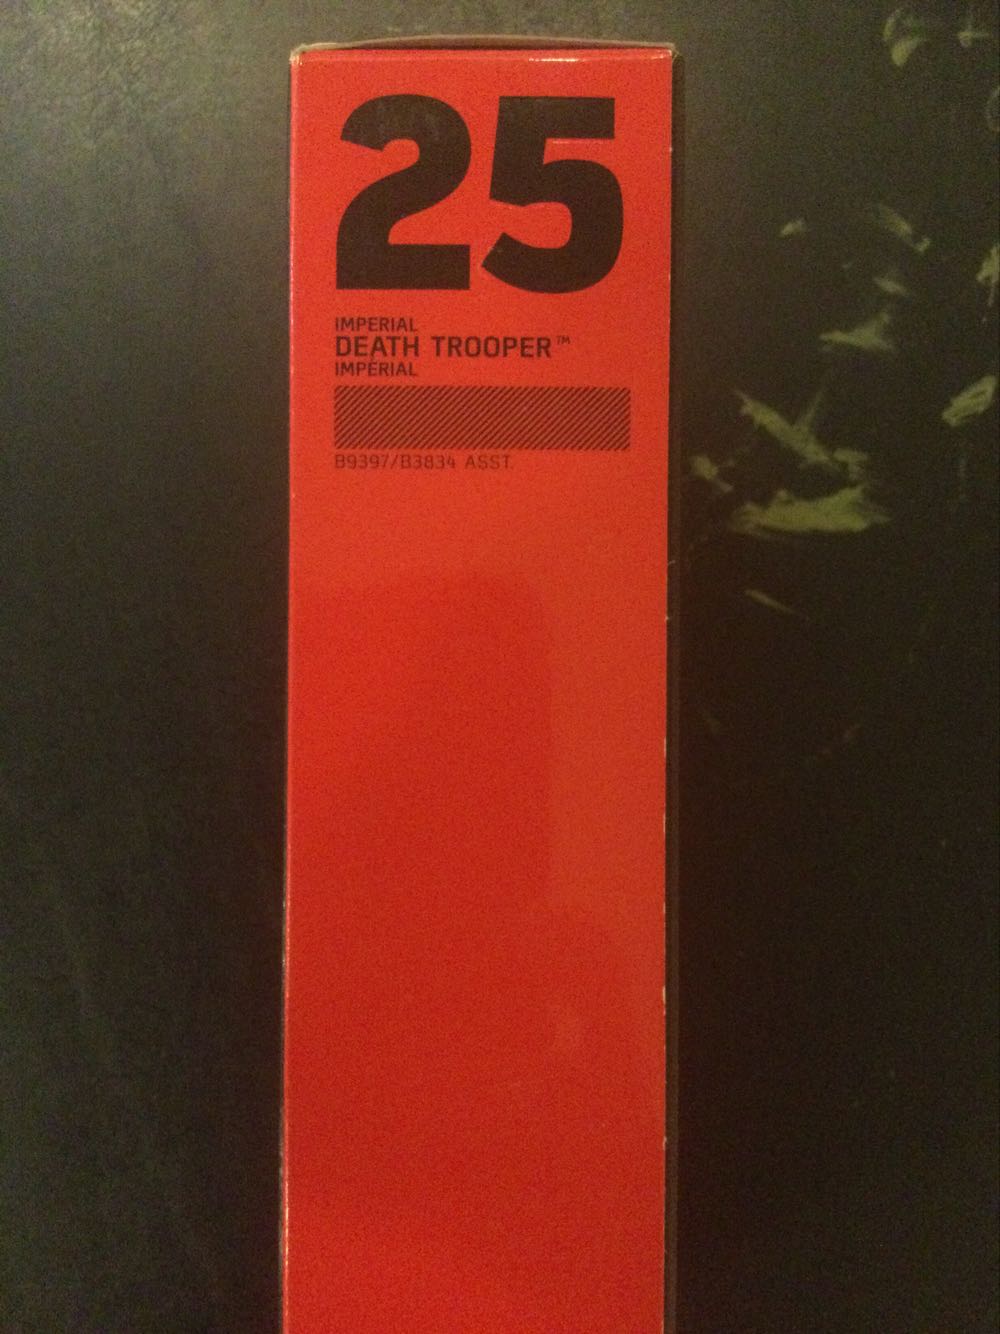 25
IMPERIAL
DEATH TROOPER™
IMPÉRIAL
B9397/B3834 ASST.